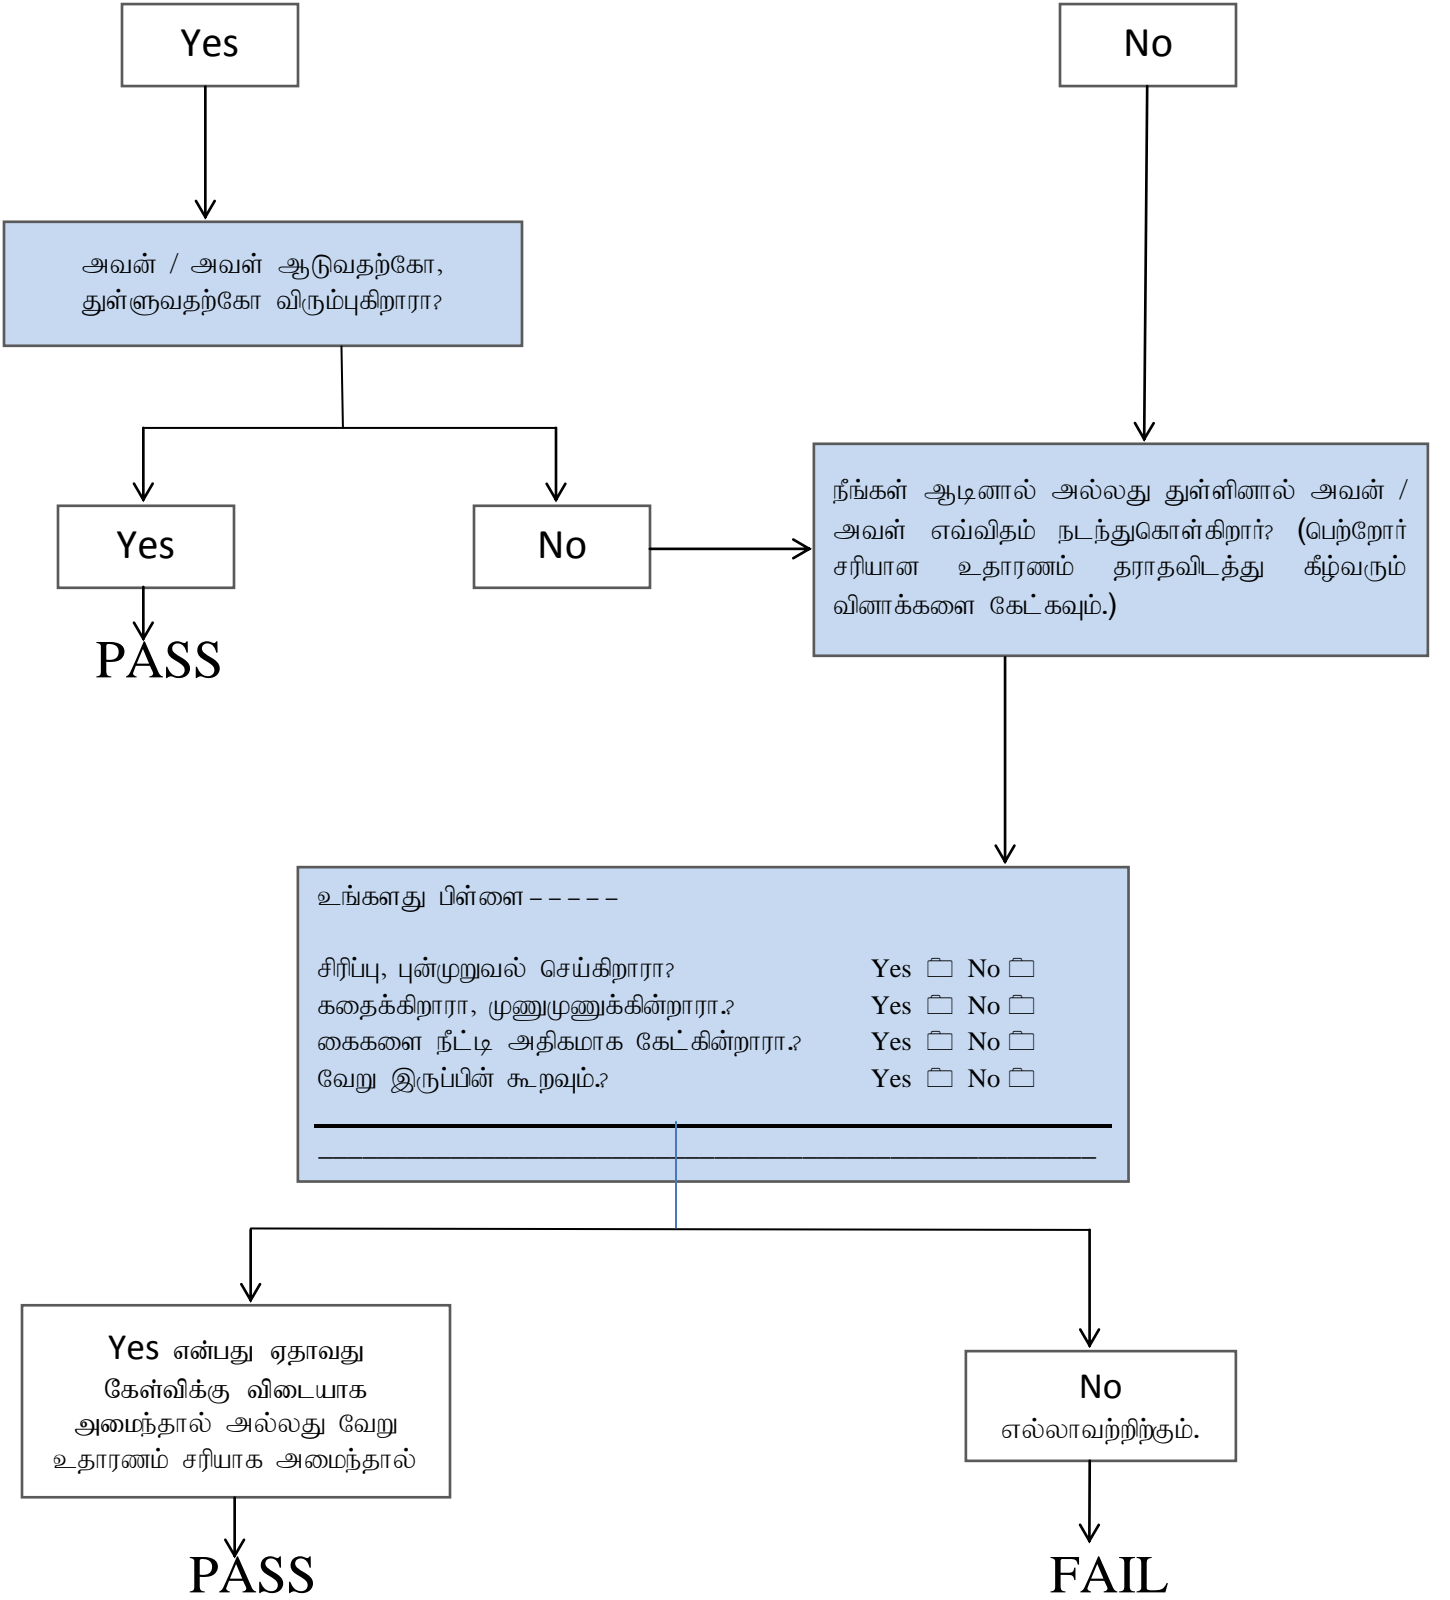 Yes
No
அவன் / அவள் ஆடுவதற்கோ,
துள்ளுவதற்கோ விரும்புகிறாரா?
Yes
No
PASS
நீங்கள் ஆடினால் அல்லது துள்ளினால் அவன் /
அவள் எவ்விதம் நடந்துகொள்கிறார்? (பெற்றோர்
சரியான உதாரணம் தராதவிடத்து கீழ்வரும்
வினாக்களை கேட்கவும்.)
உங்களது பிள்ளை – – – – –
சிரிப்பு, புன்முறுவல் செய்கிறாரா? Yes No
கதைக்கிறாரா, முணுமுணுக்கின்றாரா.? Yes No
கைகளை நீட்டி அதிகமாக கேட்கின்றாரா.? Yes No
வேறு இருப்பின் கூறவும்.? Yes No
Yes என்பது ஏதாவது
கேள்விக்கு விடையாக
அமைந்தால் அல்லது வேறு
உதாரணம் சரியாக அமைந்தால்
No
எல்லாவற்றிற்கும்.
PASS
FAIL